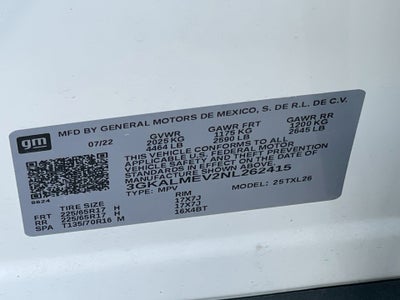 gm
MFD BY GENERAL MOTORS DE MEXICO, S. DE R.L. DE C.V.
07/22 GVWR GAWR FRT GAWR RR
2025 KG 1175 KG 1200 KG
4464 LB 2590 LB 2645 LB
THIS VEHICLE CONFORMS TO ALL
APPLICABLE U.S. FEDERAL MOTOR
VEHICLE SAFETY AND THEFT PREVENTION
STANDARDS IN EFFECT ON THE DATE OF
MANUFACTURE SHOWN ABOVE.
3GKALMEV2NL262415
8624 TYPE: MPV 25TXL26
TIRE SIZE RIM
FRT 225/65R17 H 17X7J
RR 225/65R17 H 17X7J
SPA T135/70R16 M 16X4BT